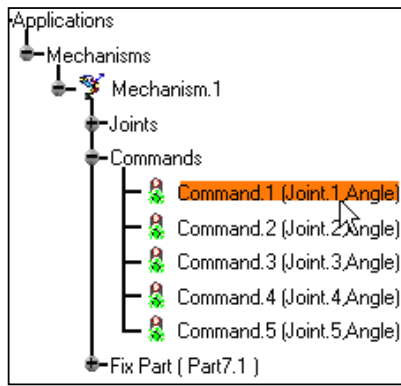 Applications
Mechanisms
Mechanism.1
Joints
Commands
Command.1 (Joint.1,Angle)
Command.2 (Joint.2,Angle)
Command.3 (Joint.3,Angle)
Command.4 (Joint.4,Angle)
Command.5 (Joint.5,Angle)
Fix Part ( Part7.1 )